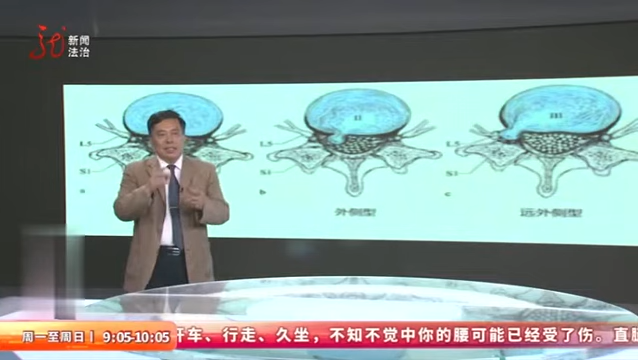 新闻
法治
L5
S1
a
II
L5
S1
b
外侧型
III
L5
S1
c
远外侧型
周一至周日 9:05-10:05
开车、行走、久坐，不知不觉中你的腰可能已经受了伤。直